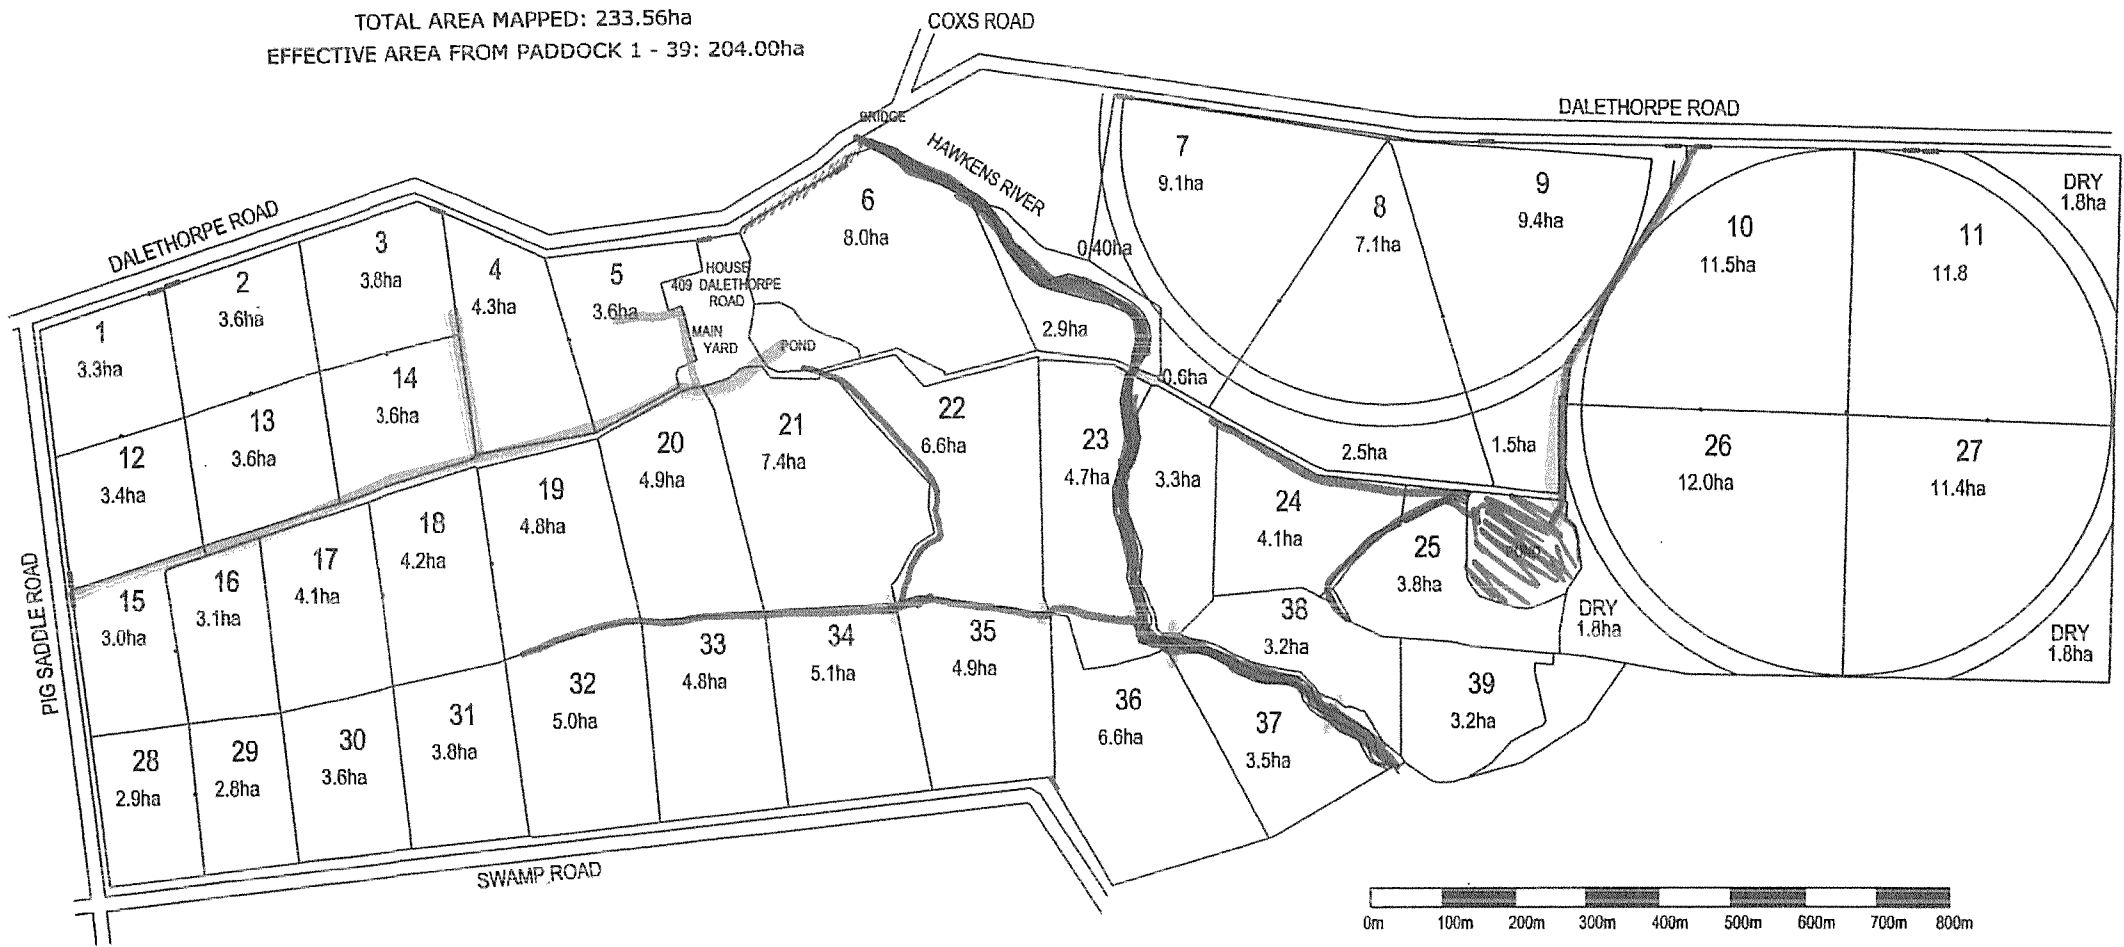 TOTAL AREA MAPPED: 233.56ha
EFFECTIVE AREA FROM PADDOCK 1 - 39: 204.00ha
COXS ROAD
BRIDGE
HAWKENS RIVER
DALETHORPE ROAD
DALETHORPE ROAD
PIG SADDLE ROAD
SWAMP ROAD
1
3.3ha
2
3.6ha
3
3.8ha
4
4.3ha
5
3.6ha
HOUSE
409 DALETHORPE
ROAD
MAIN
YARD
POND
6
8.0ha
2.9ha
0.40ha
0.6ha
7
9.1ha
8
7.1ha
9
9.4ha
10
11.5ha
11
11.8
DRY
1.8ha
12
3.4ha
13
3.6ha
14
3.6ha
15
3.0ha
16
3.1ha
17
4.1ha
18
4.2ha
19
4.8ha
20
4.9ha
21
7.4ha
22
6.6ha
23
4.7ha
3.3ha
24
4.1ha
2.5ha
1.5ha
25
3.8ha
POND
26
12.0ha
27
11.4ha
DRY
1.8ha
DRY
1.8ha
28
2.9ha
29
2.8ha
30
3.6ha
31
3.8ha
32
5.0ha
33
4.8ha
34
5.1ha
35
4.9ha
36
6.6ha
37
3.5ha
38
3.2ha
39
3.2ha
0m 100m 200m 300m 400m 500m 600m 700m 800m